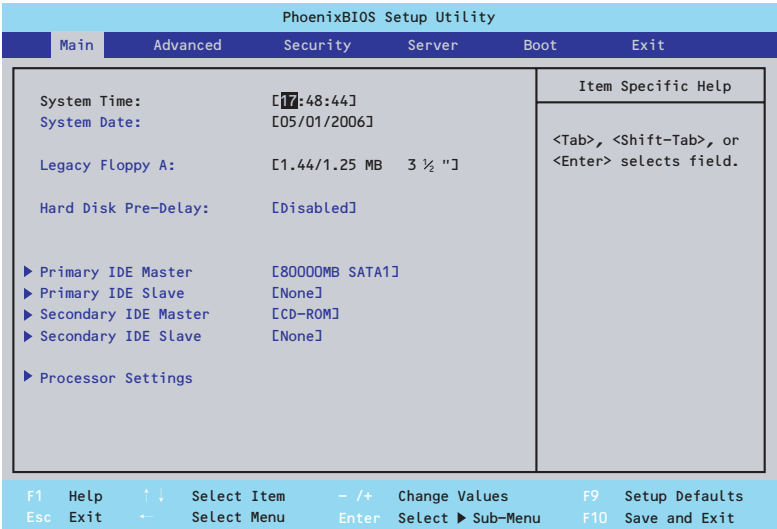 PhoenixBIOS Setup Utility
Main Advanced Security Server Boot Exit
Item Specific Help
System Time: [17:48:44]
System Date: [05/01/2006]
<Tab>, <Shift-Tab>, or
<Enter> selects field.
Legacy Floppy A: [1.44/1.25 MB 3 ½ "]
Hard Disk Pre-Delay: [Disabled]
▶ Primary IDE Master [80000MB SATA1]
▶ Primary IDE Slave [None]
▶ Secondary IDE Master [CD-ROM]
▶ Secondary IDE Slave [None]
▶ Processor Settings
F1 Help ↑↓ Select Item - /+ Change Values F9 Setup Defaults
Esc Exit ← Select Menu Enter Select ▶ Sub-Menu F10 Save and Exit